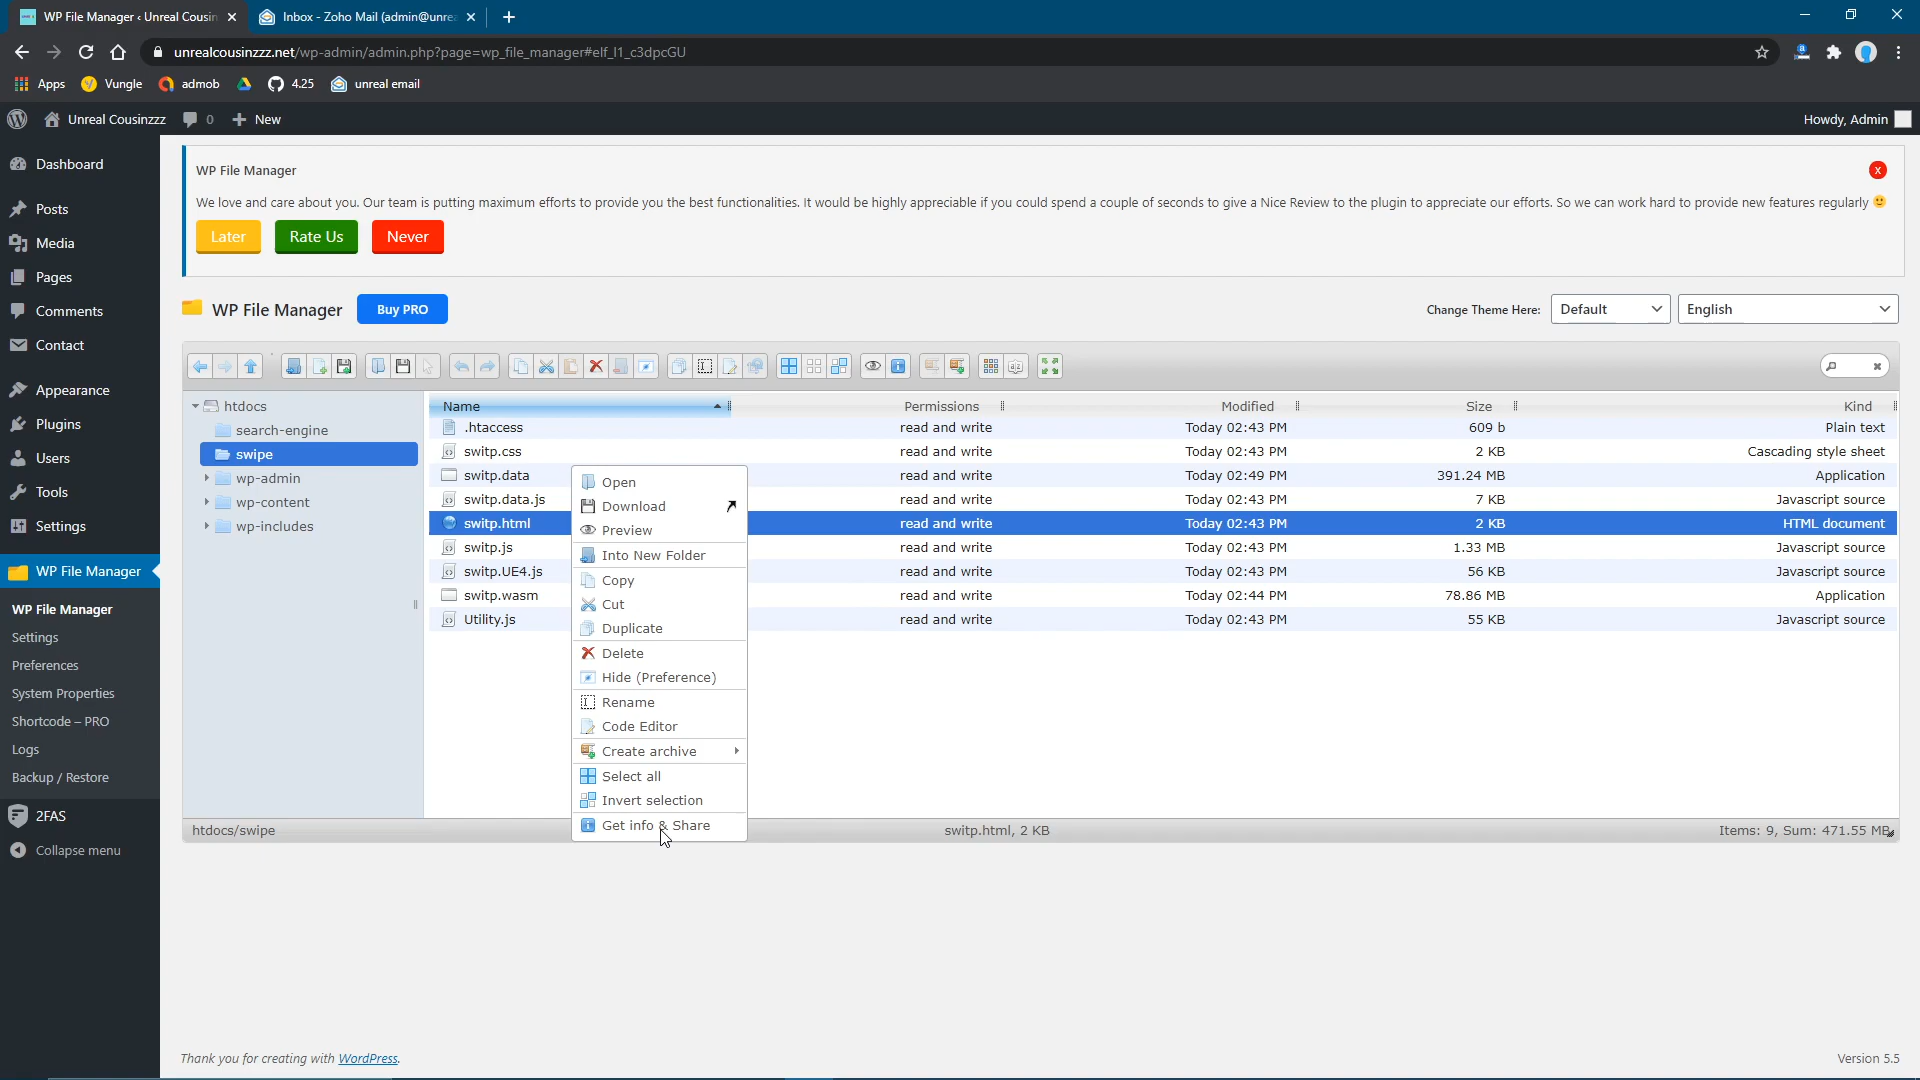 WP File Manager ‹ Unreal Cousin
Inbox - Zoho Mail (admin@unre
unrealcousinzzz.net/wp-admin/admin.php?page=wp_file_manager#elf_l1_c3dpcGU
Apps
Vungle
admob
4.25
unreal email
Unreal Cousinzzz
0
New
Howdy, Admin
Dashboard
Posts
Media
Pages
Comments
Contact
Appearance
Plugins
Users
Tools
Settings
WP File Manager
WP File Manager
Settings
Preferences
System Properties
Shortcode – PRO
Logs
Backup / Restore
2FAS
Collapse menu
WP File Manager
x
We love and care about you. Our team is putting maximum efforts to provide you the best functionalities. It would be highly appreciable if you could spend a couple of seconds to give a Nice Review to the plugin to appreciate our efforts. So we can work hard to provide new features regularly
Later Rate Us Never
WP File Manager Buy PRO
Change Theme Here: Default English
htdocs
search-engine
swipe
wp-admin
wp-content
wp-includes
Name Permissions Modified Size Kind
.htaccess read and write Today 02:43 PM 609 b Plain text
switp.css read and write Today 02:43 PM 2 KB Cascading style sheet
switp.data read and write Today 02:49 PM 391.24 MB Application
switp.data.js read and write Today 02:43 PM 7 KB Javascript source
switp.html read and write Today 02:43 PM 2 KB HTML document
switp.js read and write Today 02:43 PM 1.33 MB Javascript source
switp.UE4.js read and write Today 02:43 PM 56 KB Javascript source
switp.wasm read and write Today 02:44 PM 78.86 MB Application
Utility.js read and write Today 02:43 PM 55 KB Javascript source
Open
Download
Preview
Into New Folder
Copy
Cut
Duplicate
Delete
Hide (Preference)
Rename
Code Editor
Create archive
Select all
Invert selection
Get info & Share
htdocs/swipe
switp.html, 2 KB
Items: 9, Sum: 471.55 MB
Thank you for creating with WordPress.
Version 5.5